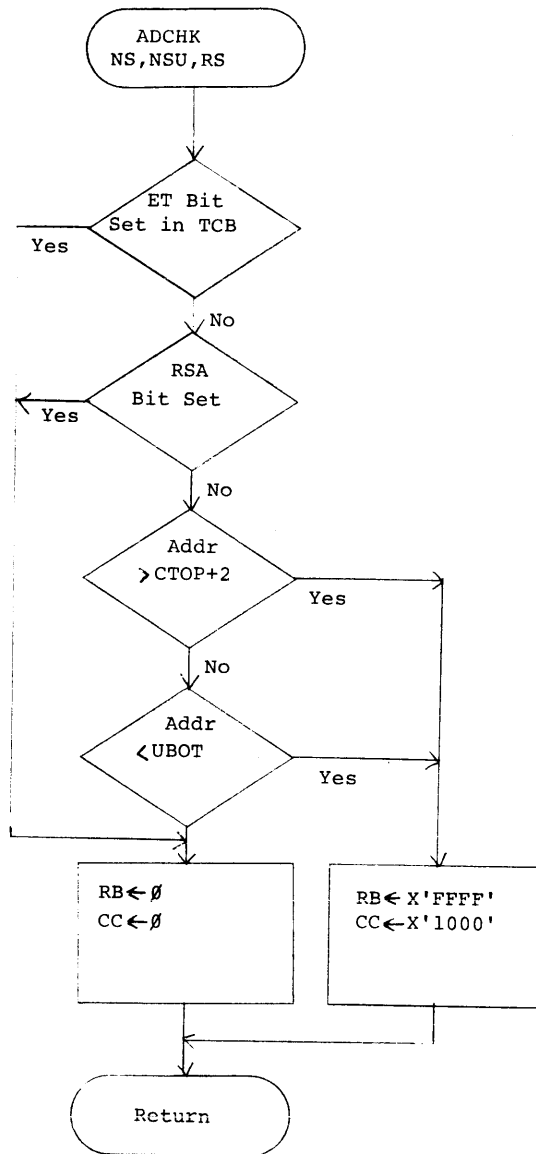 ADCHK
NS,NSU,RS
ET Bit
Set in TCB
Yes
No
RSA
Bit Set
Yes
No
Addr
>CTOP+2
Yes
No
Addr
<UBOT
Yes
RB←Ø
CC←Ø
RB←X'FFFF'
CC←X'1000'
Return